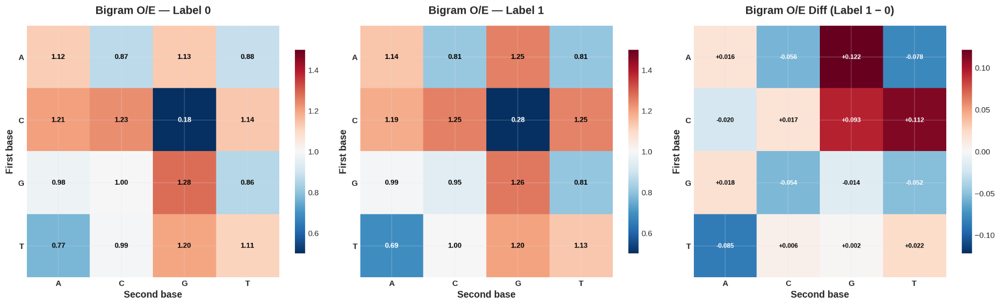 Bigram O/E — Label 0
First base
A
1.12
0.87
1.13
0.88
C
1.21
1.23
0.18
1.14
G
0.98
1.00
1.28
0.86
T
0.77
0.99
1.20
1.11
A
C
G
T
Second base
1.4
1.2
1.0
0.8
0.6
Bigram O/E — Label 1
First base
A
1.14
0.81
1.25
0.81
C
1.19
1.25
0.28
1.25
G
0.99
0.95
1.26
0.81
T
0.69
1.00
1.20
1.13
A
C
G
T
Second base
1.4
1.2
1.0
0.8
0.6
Bigram O/E Diff (Label 1 − 0)
First base
A
+0.016
-0.056
+0.122
-0.078
C
-0.020
+0.017
+0.093
+0.112
G
+0.018
-0.054
-0.014
-0.052
T
-0.085
+0.006
+0.002
+0.022
A
C
G
T
Second base
0.10
0.05
0.00
−0.05
−0.10